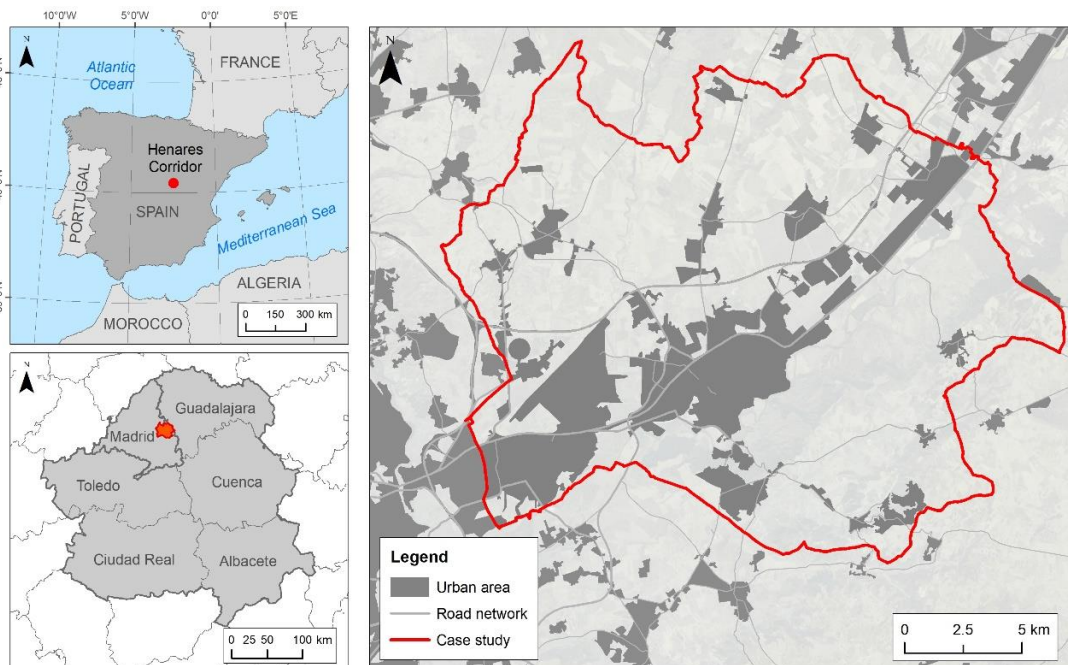 10°0'W
5°0'W
0°0'
5°0'E
N
Atlantic
Ocean
FRANCE
Henares
Corridor
PORTUGAL
SPAIN
Mediterranean Sea
ALGERIA
MOROCCO
0 150 300 km
N
Guadalajara
Madrid
Toledo
Cuenca
Ciudad Real
Albacete
0 25 50 100 km
N
Legend
Urban area
Road network
Case study
0 2.5 5 km